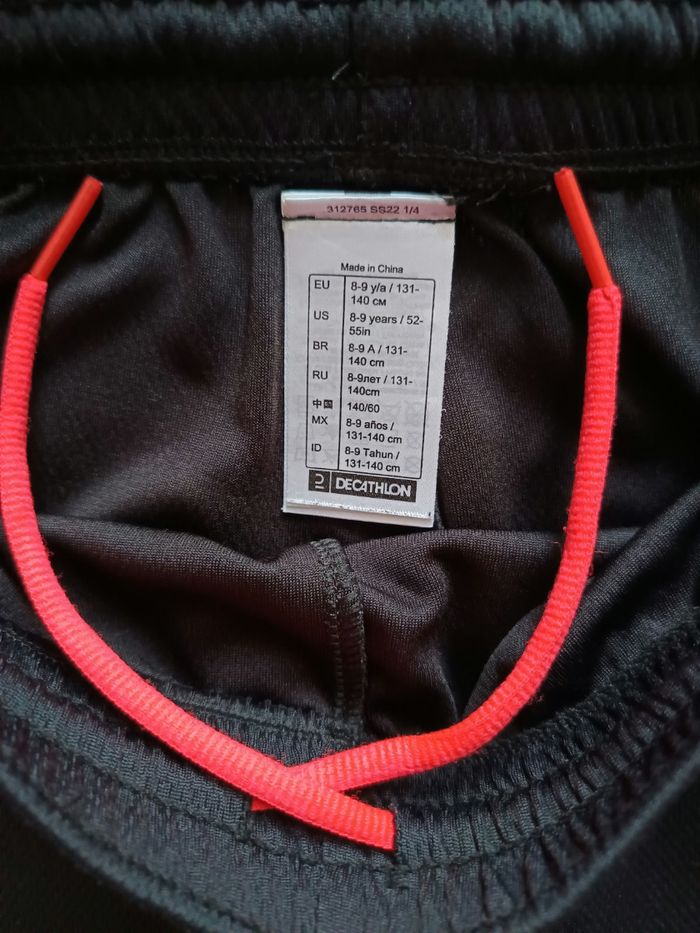 312765 SS22 1/4
Made in China
EU 8-9 y/a / 131-
140 см
US 8-9 years / 52-
55in
BR 8-9 A / 131-
140 cm
RU 8-9лет / 131-
140cm
中國 140/60
MX 8-9 años /
131-140 cm
ID 8-9 Tahun /
131-140 cm
DECATHLON